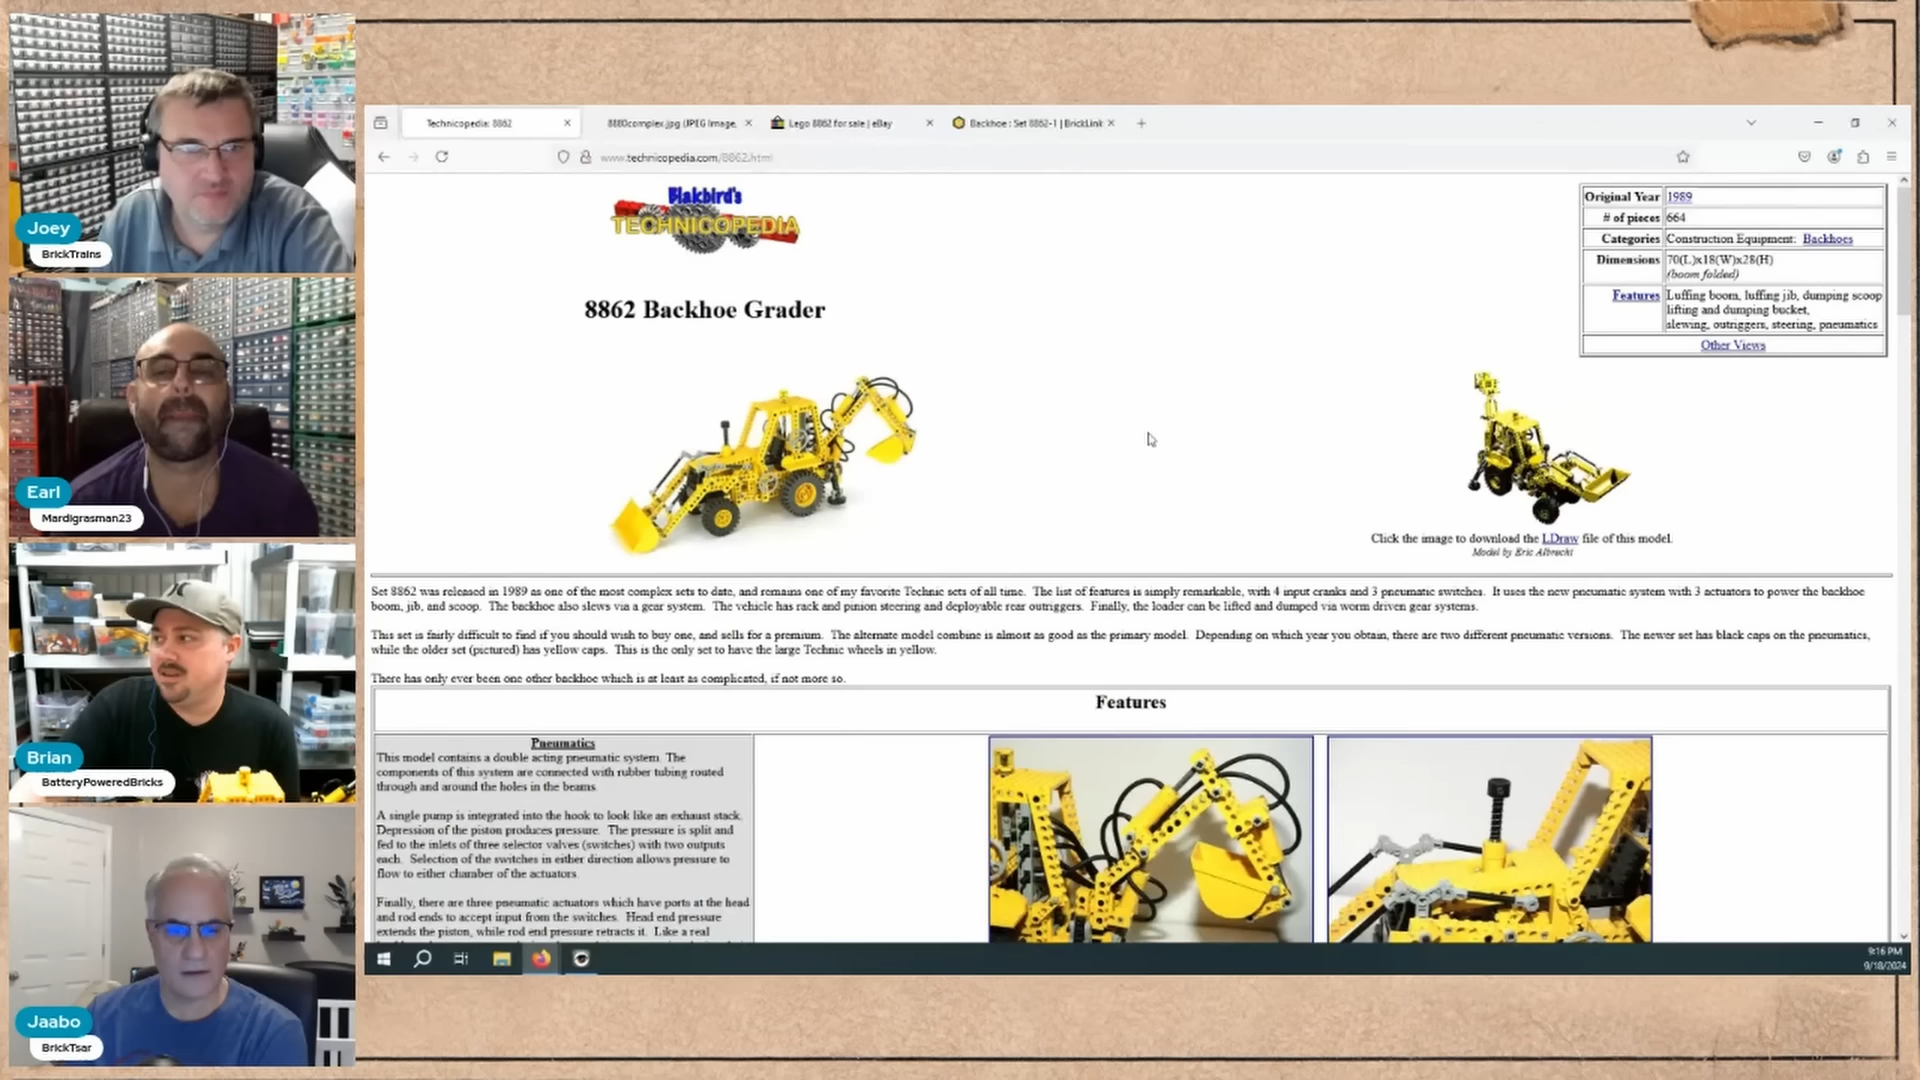 Joey
BrickTrains
Earl
Mardigrasman23
Brian
BatteryPoweredBricks
Jaabo
BrickTsar
Technicopedia: 8862
8880complex.jpg (JPEG Image,
Lego 8862 for sale | eBay
Backhoe : Set 8862-1 | BrickLink
www.technicopedia.com/8862.html
Blakbird's
TECHNICOPEDIA
8862 Backhoe Grader
Original Year 1989
# of pieces 664
Categories Construction Equipment: Backhoes
Dimensions 70(L)x18(W)x28(H)
(boom folded)
Features Luffing boom, luffing jib, dumping scoop
lifting and dumping bucket,
slewing, outriggers, steering, pneumatics
Other Views
Click the image to download the LDraw file of this model.
Model by Eric Albrecht
Set 8862 was released in 1989 as one of the most complex sets to date, and remains one of my favorite Technic sets of all time. The list of features is simply remarkable, with 4 input cranks and 3 pneumatic switches. It uses the new pneumatic system with 3 actuators to power the backhoe
boom, jib, and scoop. The backhoe also slews via a gear system. The vehicle has rack and pinion steering and deployable rear outriggers. Finally, the loader can be lifted and dumped via worm driven gear systems.
This set is fairly difficult to find if you should wish to buy one, and sells for a premium. The alternate model combine is almost as good as the primary model. Depending on which year you obtain, there are two different pneumatic versions. The newer set has black caps on the pneumatics,
while the older set (pictured) has yellow caps. This is the only set to have the large Technic wheels in yellow.
There has only ever been one other backhoe which is at least as complicated, if not more so.
Features
Pneumatics
This model contains a double acting pneumatic system. The
components of this system are connected with rubber tubing routed
through and around the holes in the beams.
A single pump is integrated into the hook to look like an exhaust stack.
Depression of the piston produces pressure. The pressure is split and
fed to the inlets of three selector valves (switches) with two outputs
each. Selection of the switches in either direction allows pressure to
flow to either chamber of the actuators.
Finally, there are three pneumatic actuators which have ports at the head
and rod ends to accept input from the switches. Head end pressure
extends the piston, while rod end pressure retracts it. Like a real
9:16 PM
9/18/2024